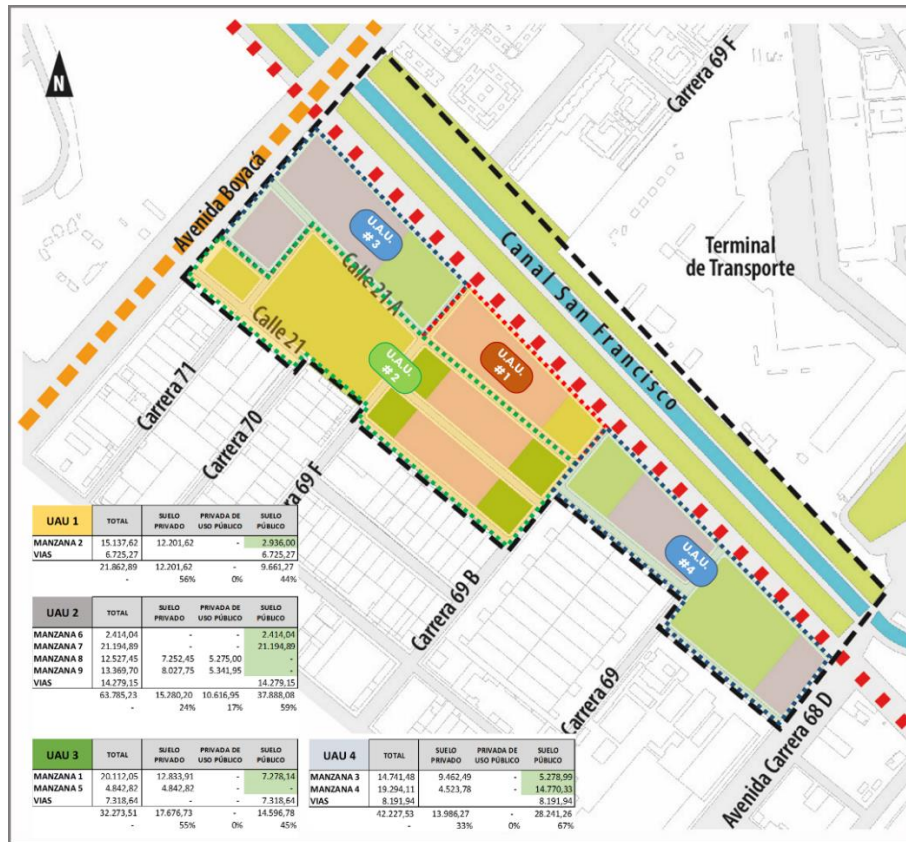 N
Avenida Boyacá
Carrera 69 F
Terminal
de Transporte
Canal San Francisco
U.A.U.
#3
Calle 21 A
Calle 21
U.A.U.
#2
U.A.U.
#1
U.A.U.
#4
Carrera 71
Carrera 70
ra 69 F
Carrera 69 B
Carrera 69
Avenida Carrera 68 D
UAU 1 TOTAL SUELO PRIVADO PRIVADA DE USO PÚBLICO SUELO PÚBLICO
MANZANA 2 15.137,62 12.201,62 - 2.936,00
VIAS 6.725,27 6.725,27
21.862,89 12.201,62 9.661,27
- 56% 0% 44%
UAU 2 TOTAL SUELO PRIVADO PRIVADA DE USO PÚBLICO SUELO PÚBLICO
MANZANA 6 2.414,04 - - 2.414,04
MANZANA 7 21.194,89 - - 21.194,89
MANZANA 8 12.527,45 7.252,45 5.275,00 -
MANZANA 9 13.369,70 8.027,75 5.341,95 -
VIAS 14.279,15 14.279,15
63.785,23 15.280,20 10.616,95 37.888,08
- 24% 17% 59%
UAU 3 TOTAL SUELO PRIVADO PRIVADA DE USO PÚBLICO SUELO PÚBLICO
MANZANA 1 20.112,05 12.833,91 - 7.278,14
MANZANA 5 4.842,82 4.842,82 - -
VIAS 7.318,64 - 7.318,64
32.273,51 17.676,73 14.596,78
- 55% 0% 45%
UAU 4 TOTAL SUELO PRIVADO PRIVADA DE USO PÚBLICO SUELO PÚBLICO
MANZANA 3 14.741,48 9.462,49 - 5.278,99
MANZANA 4 19.294,11 4.523,78 14.770,33
VIAS 8.191,94 8.191,94
42.227,53 13.986,27 28.241,26
- 33% 0% 67%